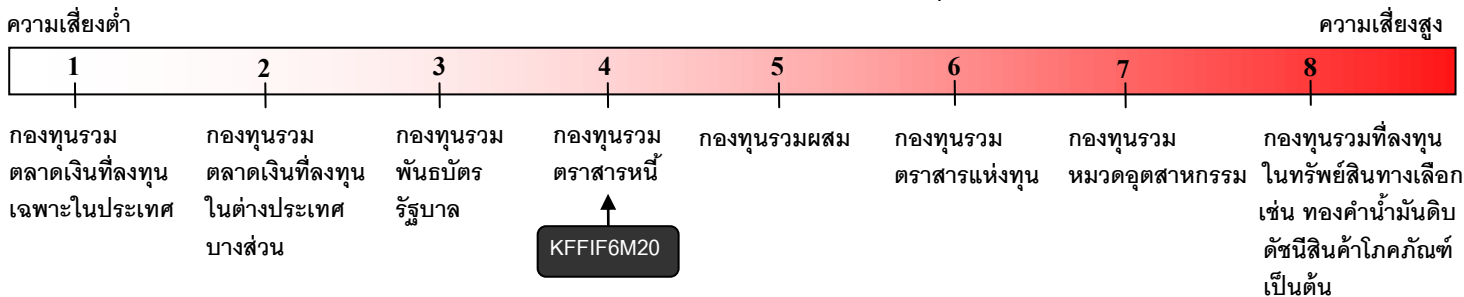 ความเสี่ยงต่ำ ความเสี่ยงสูง
1 2 3 4 5 6 7 8
กองทุนรวม
ตลาดเงินที่ลงทุน
เฉพาะในประเทศ
กองทุนรวม
ตลาดเงินที่ลงทุน
ในต่างประเทศ
บางส่วน
กองทุนรวม
พันธบัตร
รัฐบาล
กองทุนรวม
ตราสารหนี้
KFFIF6M20
กองทุนรวมผสม
กองทุนรวม
ตราสารแห่งทุน
กองทุนรวม
หมวดอุตสาหกรรม
กองทุนรวมที่ลงทุน
ในทรัพย์สินทางเลือก
เช่น ทองคำน้ำมันดิบ
ดัชนีสินค้าโภคภัณฑ์
เป็นต้น